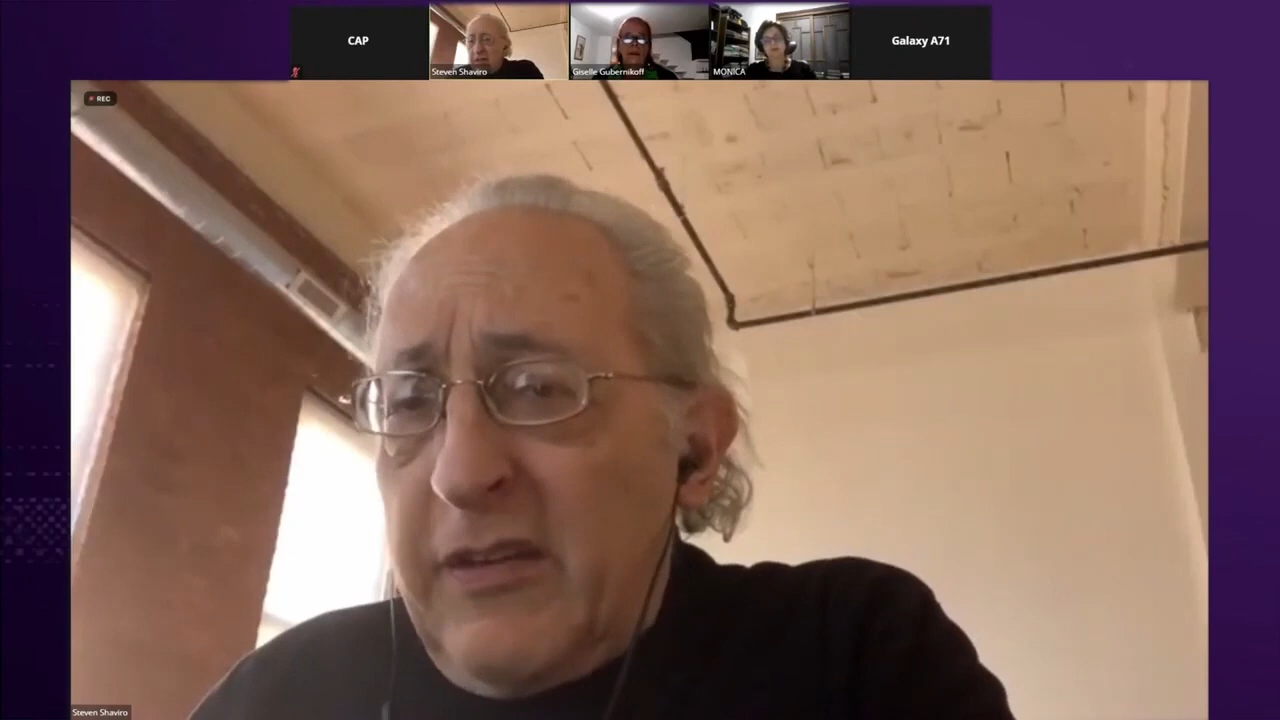 CAP
Steven Shaviro
Giselle Gubernikoff
MONICA
Galaxy A71
REC
Steven Shaviro